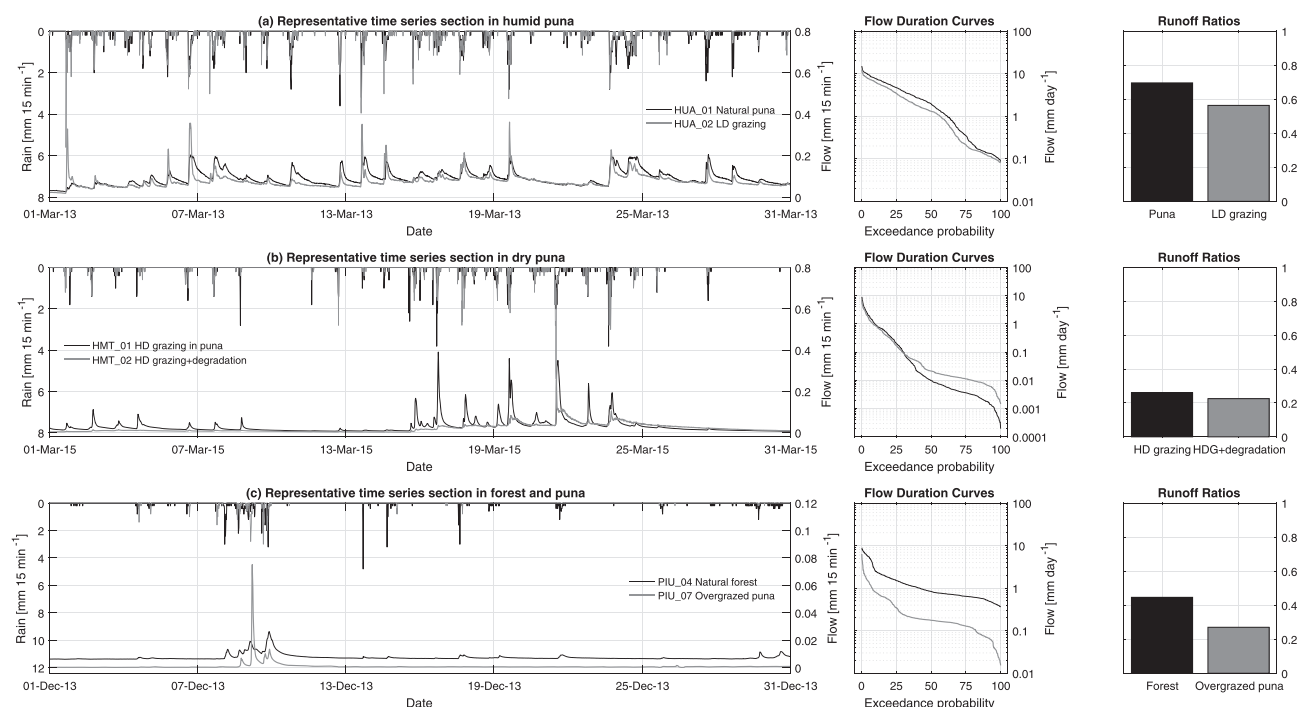 (a) Representative time series section in humid puna
Flow Duration Curves
Runoff Ratios
Rain [mm 15 min⁻¹]
0
2
4
6
8
HUA_01 Natural puna
HUA_02 LD grazing
0.8
0.6
0.4
0.2
0
Flow [mm 15 min⁻¹]
01-Mar-13
07-Mar-13
13-Mar-13
19-Mar-13
25-Mar-13
31-Mar-13
Date
100
10
1
0.1
0.01
Flow [mm day⁻¹]
0
25
50
75
100
Exceedance probability
1
0.8
0.6
0.4
0.2
0
Puna
LD grazing
(b) Representative time series section in dry puna
Flow Duration Curves
Runoff Ratios
Rain [mm 15 min⁻¹]
0
2
4
6
8
HMT_01 HD grazing in puna
HMT_02 HD grazing+degradation
0.8
0.6
0.4
0.2
0
Flow [mm 15 min⁻¹]
01-Mar-15
07-Mar-15
13-Mar-15
19-Mar-15
25-Mar-15
31-Mar-15
Date
100
10
1
0.1
0.01
0.001
0.0001
Flow [mm day⁻¹]
0
25
50
75
100
Exceedance probability
1
0.8
0.6
0.4
0.2
0
HD grazing
HDG+degradation
(c) Representative time series section in forest and puna
Flow Duration Curves
Runoff Ratios
Rain [mm 15 min⁻¹]
0
2
4
6
8
10
12
PIU_04 Natural forest
PIU_07 Overgrazed puna
0.12
0.10
0.08
0.06
0.04
0.02
0
Flow [mm 15 min⁻¹]
01-Dec-13
07-Dec-13
13-Dec-13
19-Dec-13
25-Dec-13
31-Dec-13
Date
100
10
1
0.1
0.01
Flow [mm day⁻¹]
0
25
50
75
100
Exceedance probability
1
0.8
0.6
0.4
0.2
0
Forest
Overgrazed puna